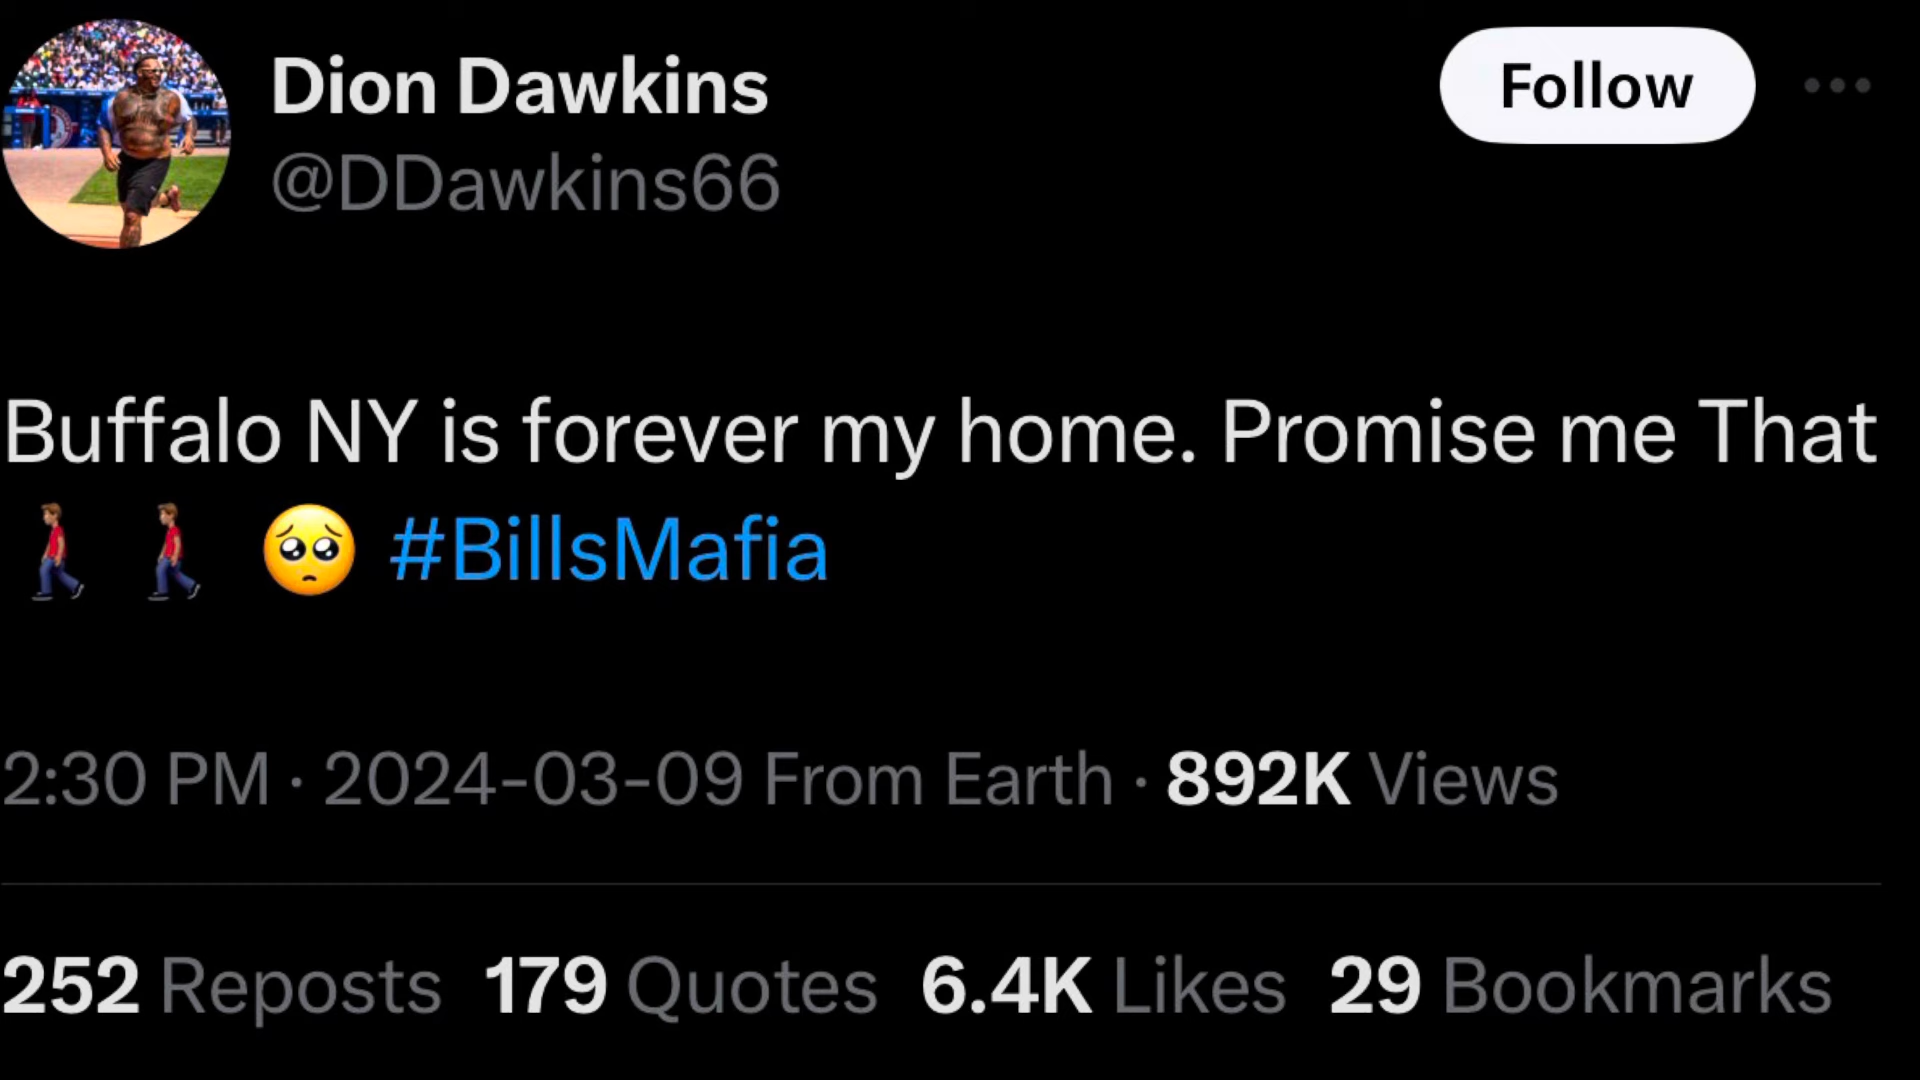 Dion Dawkins
@DDawkins66
Follow
Buffalo NY is forever my home. Promise me That
🚶🏽‍♂️ 🚶🏽‍♂️ 🥺 #BillsMafia
2:30 PM · 2024-03-09 From Earth · 892K Views
252 Reposts 179 Quotes 6.4K Likes 29 Bookmarks